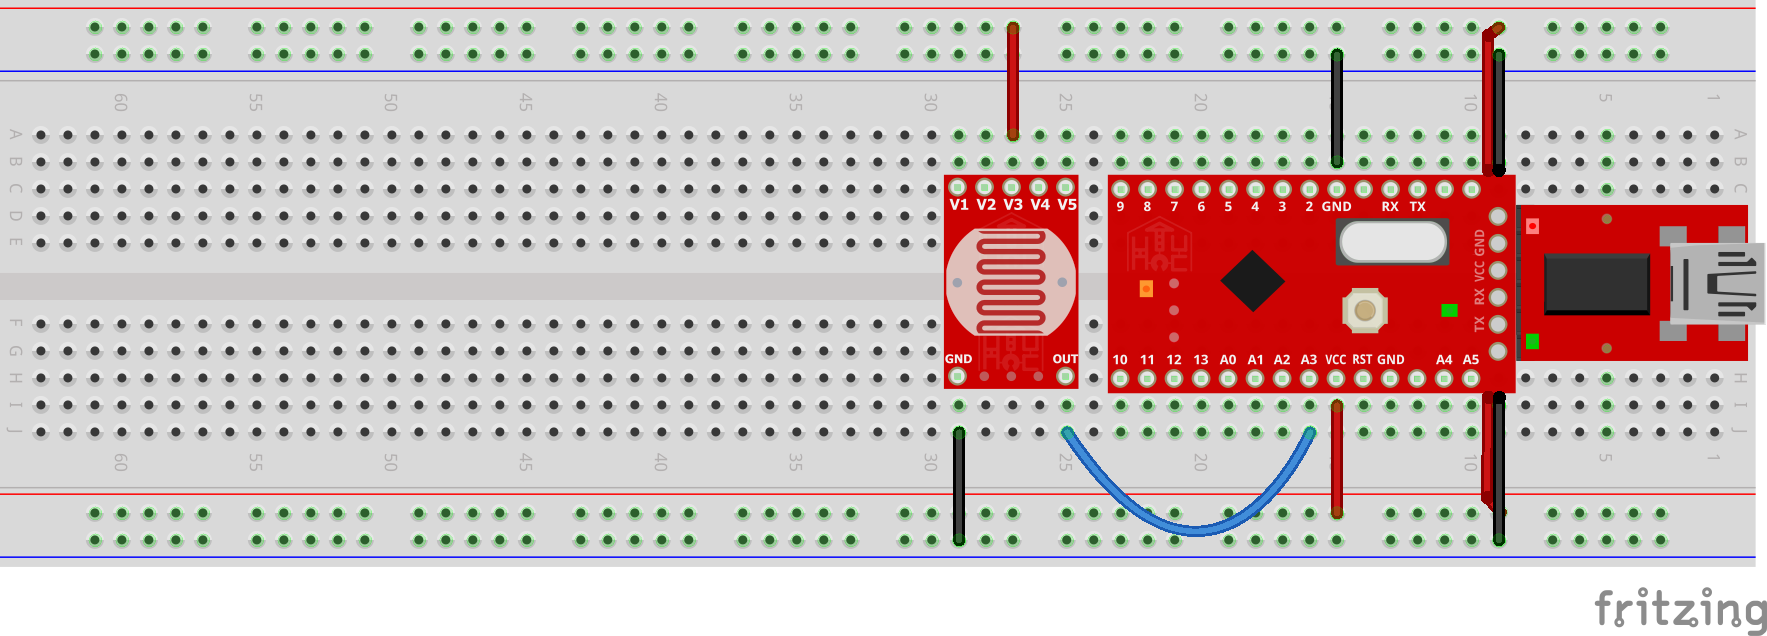 60 55 50 45 40 35 30 25 20 10 5 1
A A
B B
C C
D
E
V1 V2 V3 V4 V5
9 8 7 6 5 4 3 2 GND RX TX
GND
VCC
RX
TX
F
G
H H
I I
J J
GND OUT
10 11 12 13 A0 A1 A2 A3 VCC RST GND A4 A5
60 55 50 45 40 35 30 25 20 10 5 1
fritzing